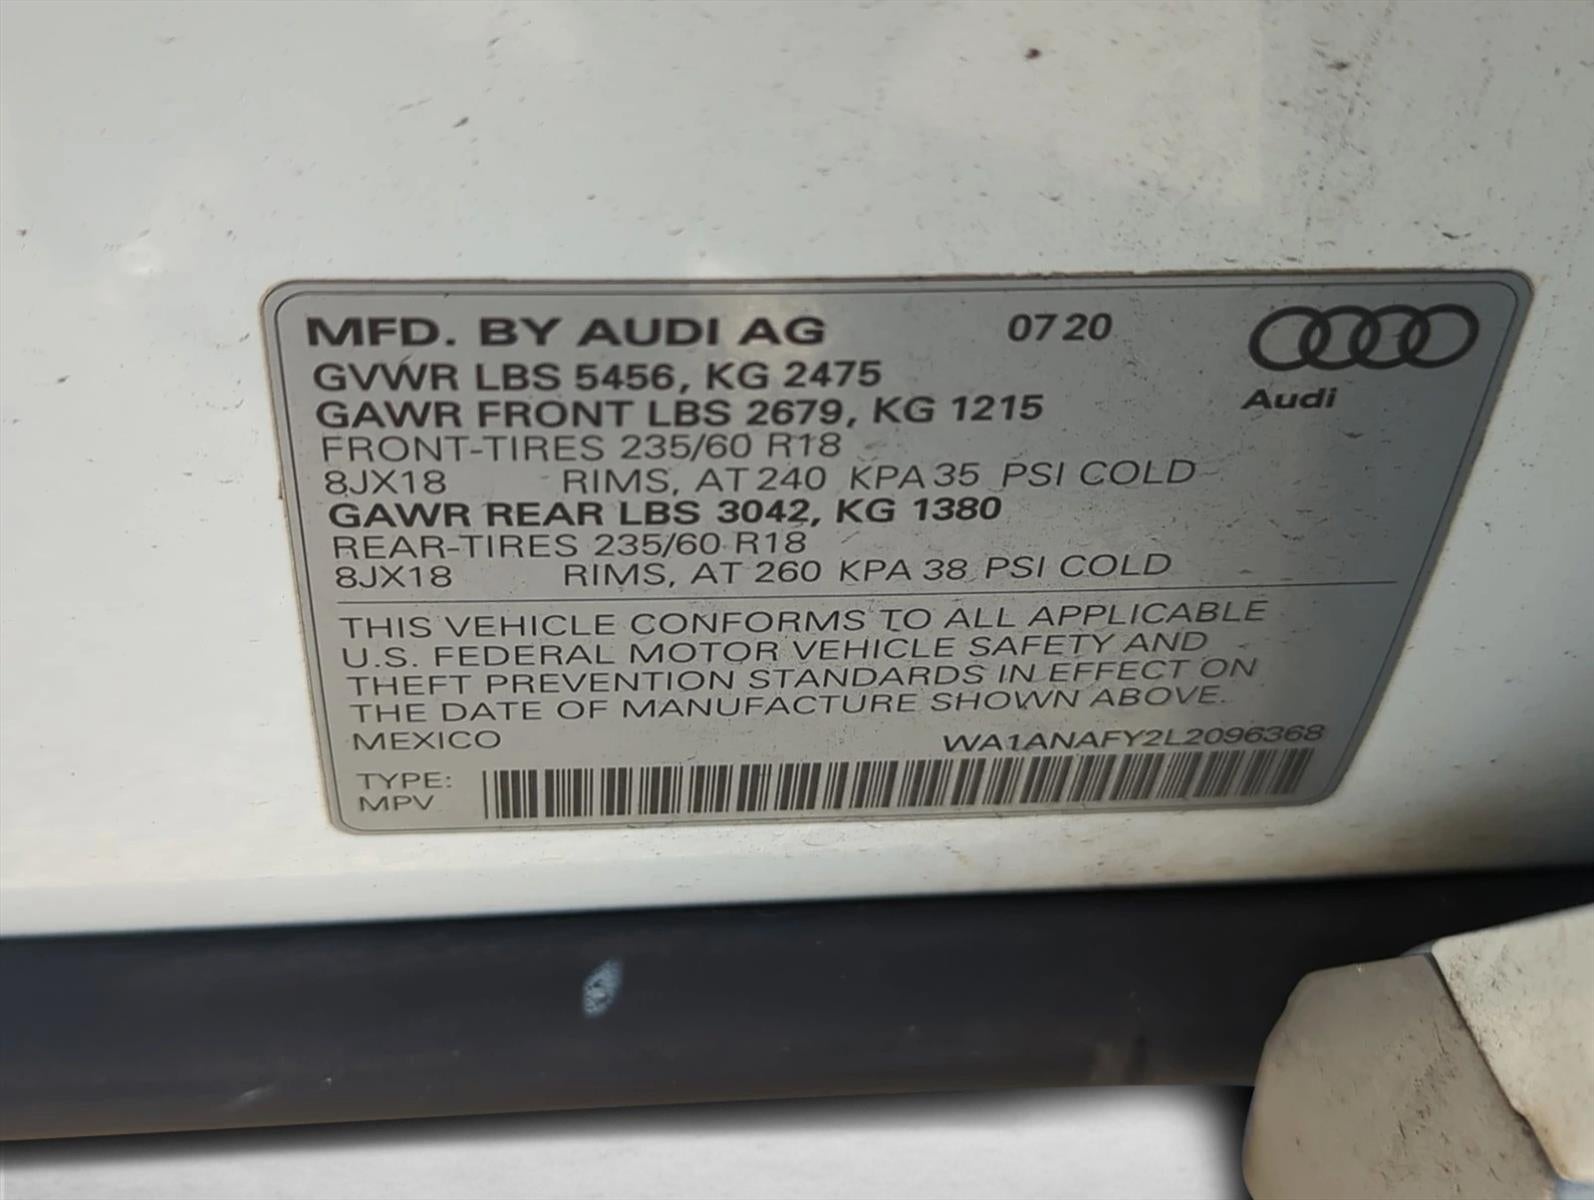 MFD. BY AUDI AG 07 20
Audi
GVWR LBS 5456, KG 2475
GAWR FRONT LBS 2679, KG 1215
FRONT-TIRES 235/60 R18
8JX18 RIMS, AT 240 KPA 35 PSI COLD
GAWR REAR LBS 3042, KG 1380
REAR-TIRES 235/60 R18
8JX18 RIMS, AT 260 KPA 38 PSI COLD
THIS VEHICLE CONFORMS TO ALL APPLICABLE
U.S. FEDERAL MOTOR VEHICLE SAFETY AND
THEFT PREVENTION STANDARDS IN EFFECT ON
THE DATE OF MANUFACTURE SHOWN ABOVE.
MEXICO WA1ANAFY2L2096368
TYPE:
MPV